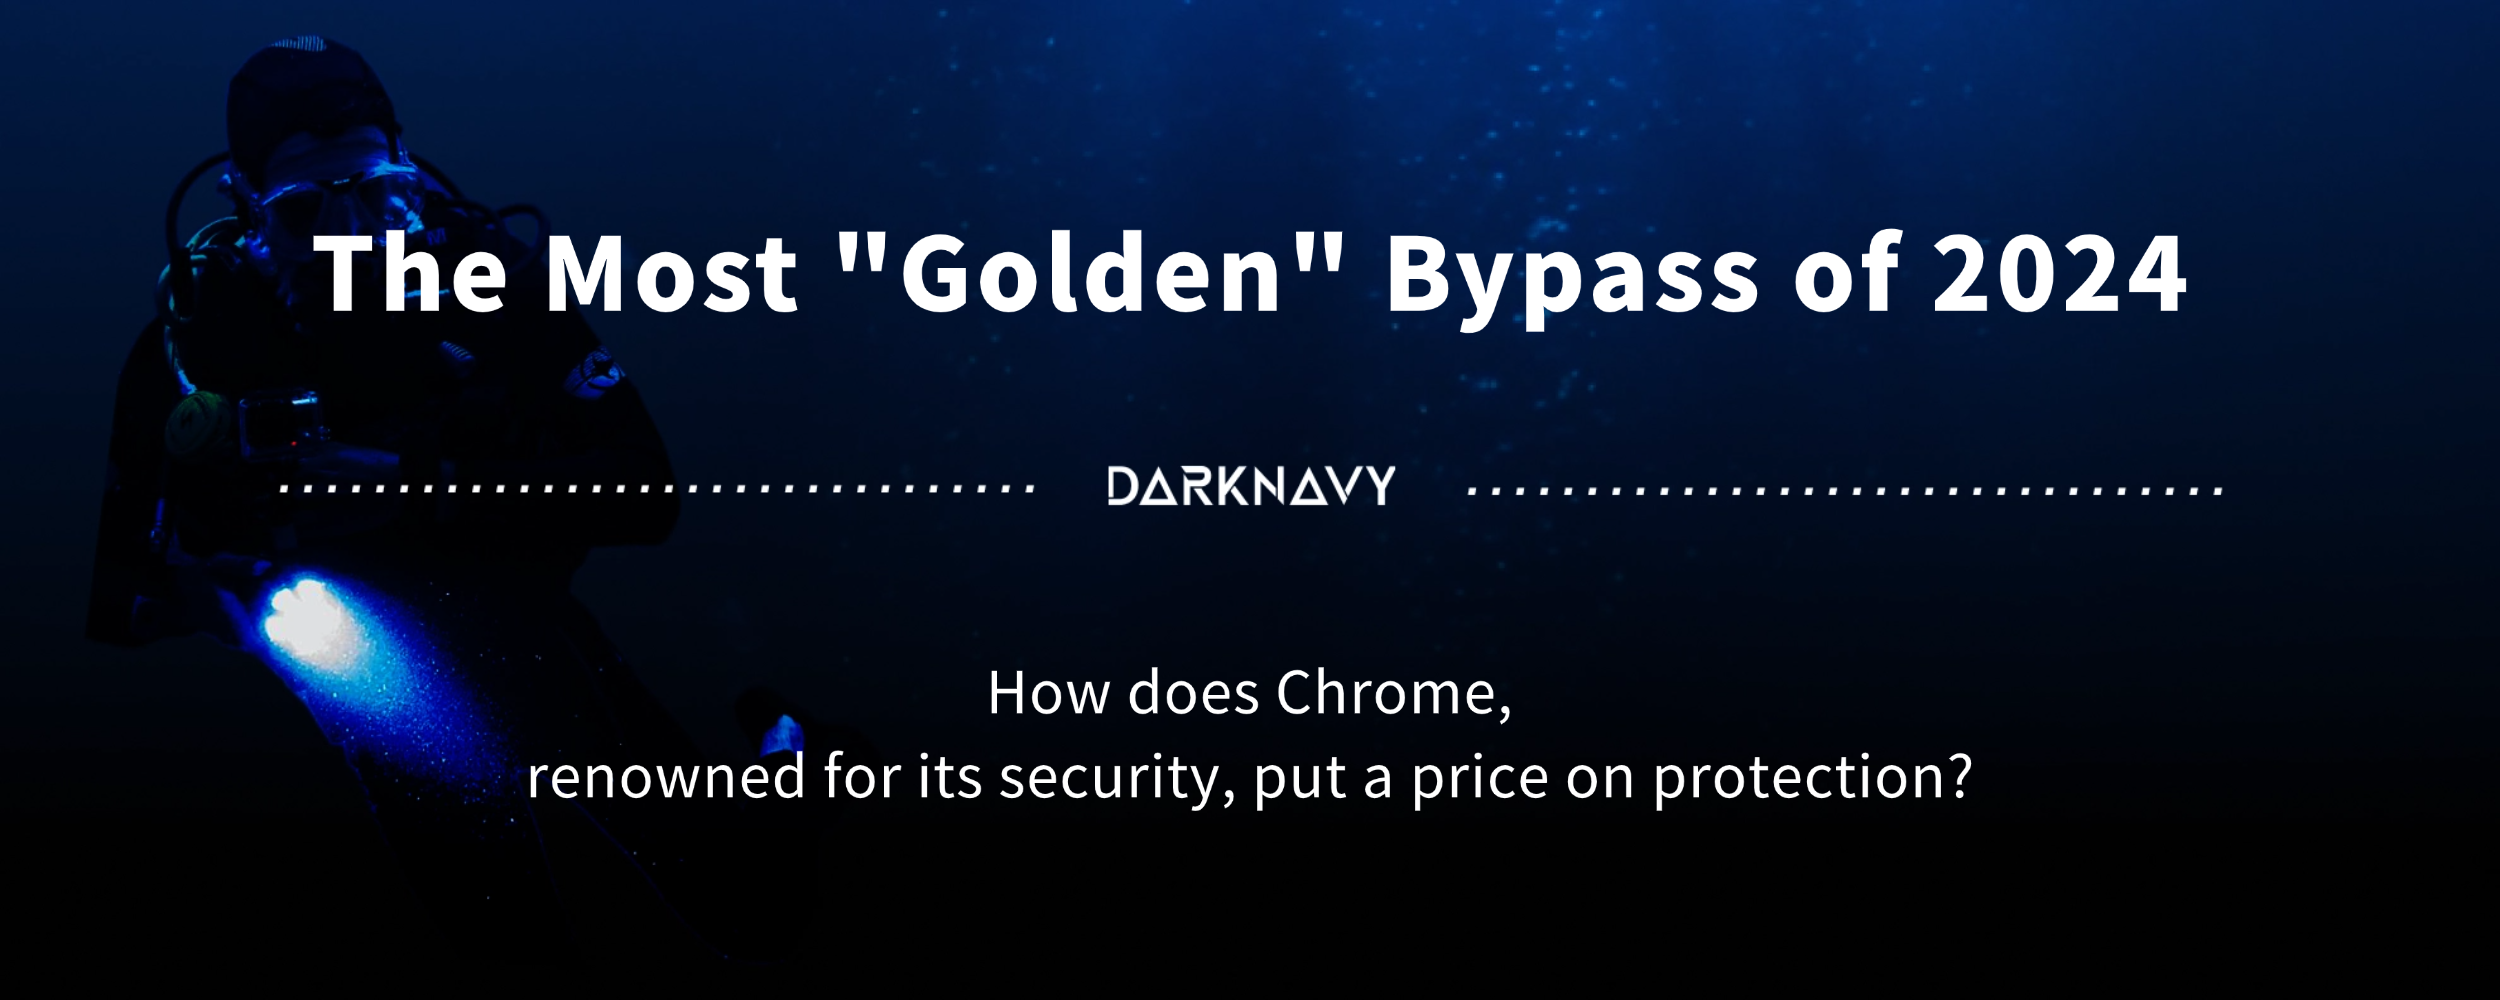 The Most "Golden" Bypass of 2024
DARKNAVY
How does Chrome,
renowned for its security, put a price on protection?